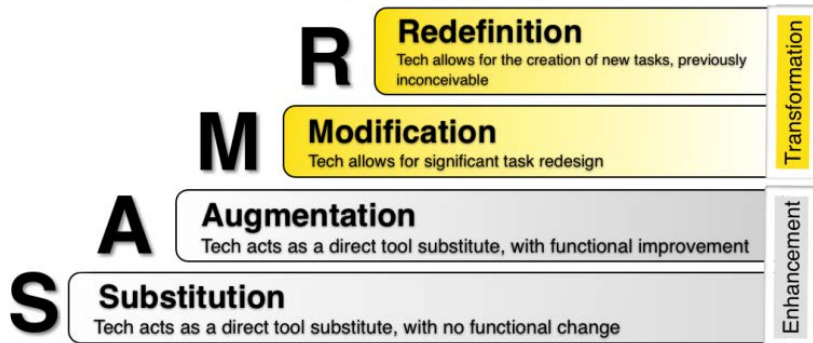 R
Redefinition
Tech allows for the creation of new tasks, previously
inconceivable
M
Modification
Tech allows for significant task redesign
Transformation
A
Augmentation
Tech acts as a direct tool substitute, with functional improvement
S
Substitution
Tech acts as a direct tool substitute, with no functional change
Enhancement